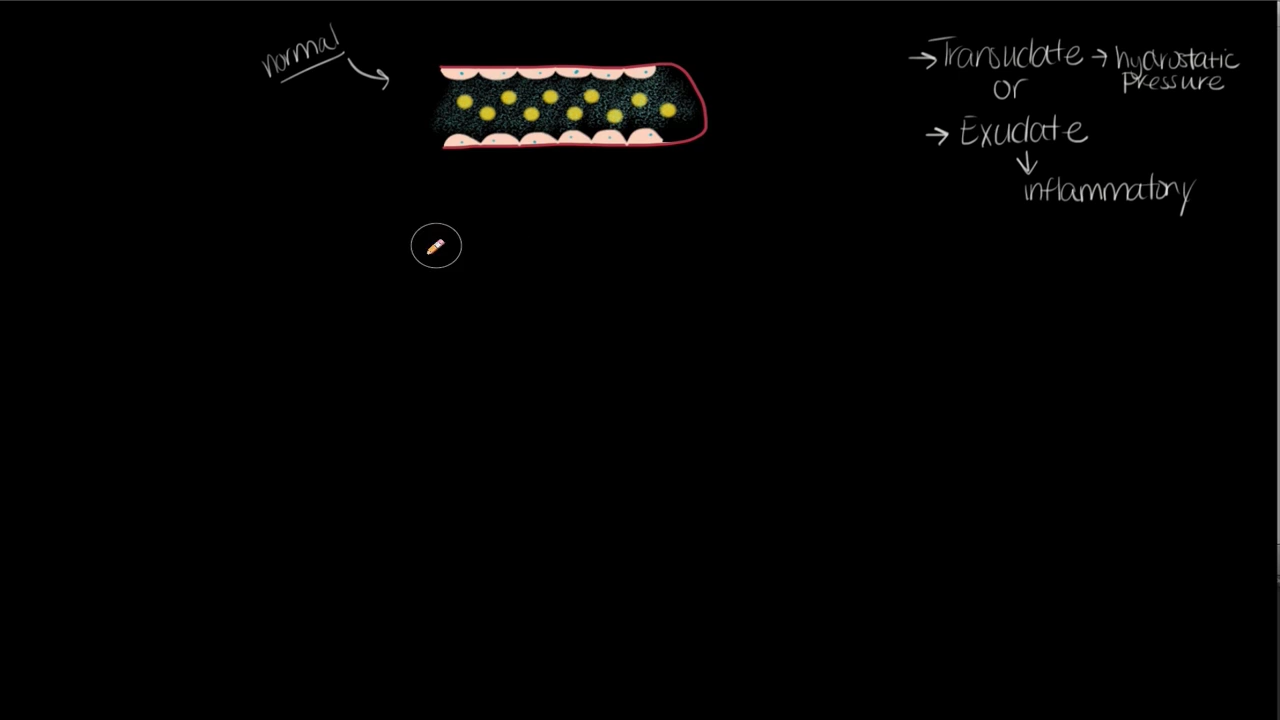 normal
→ Transudate → hydrostatic
pressure
or
→ Exudate
↓
inflammatory